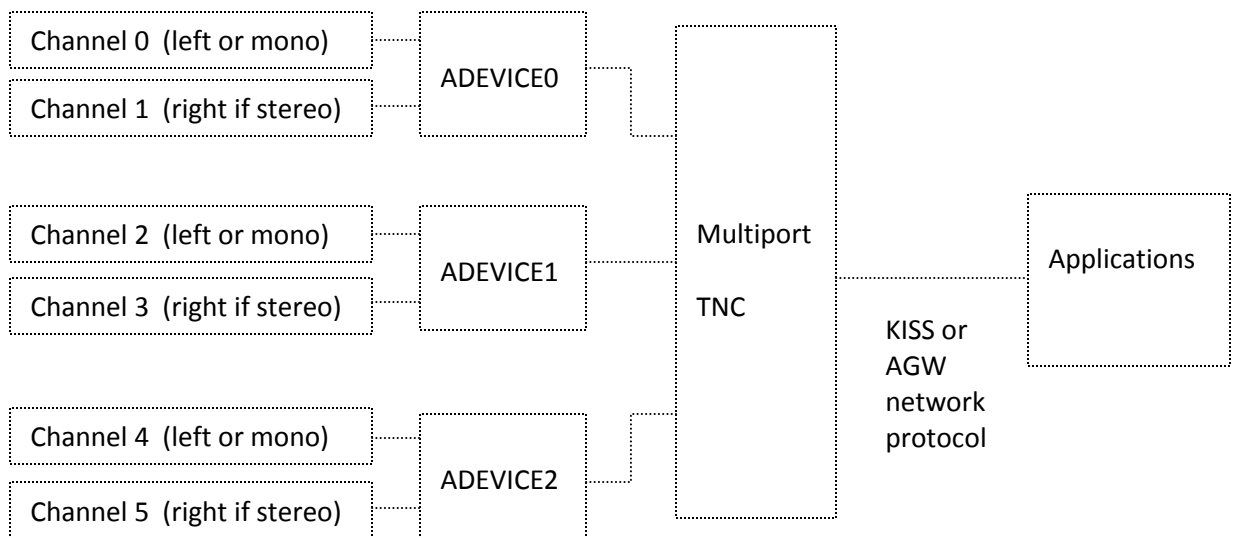 Channel 0 (left or mono)
Channel 1 (right if stereo)
ADEVICE0
Channel 2 (left or mono)
Channel 3 (right if stereo)
ADEVICE1
Channel 4 (left or mono)
Channel 5 (right if stereo)
ADEVICE2
Multiport
TNC
KISS or
AGW
network
protocol
Applications